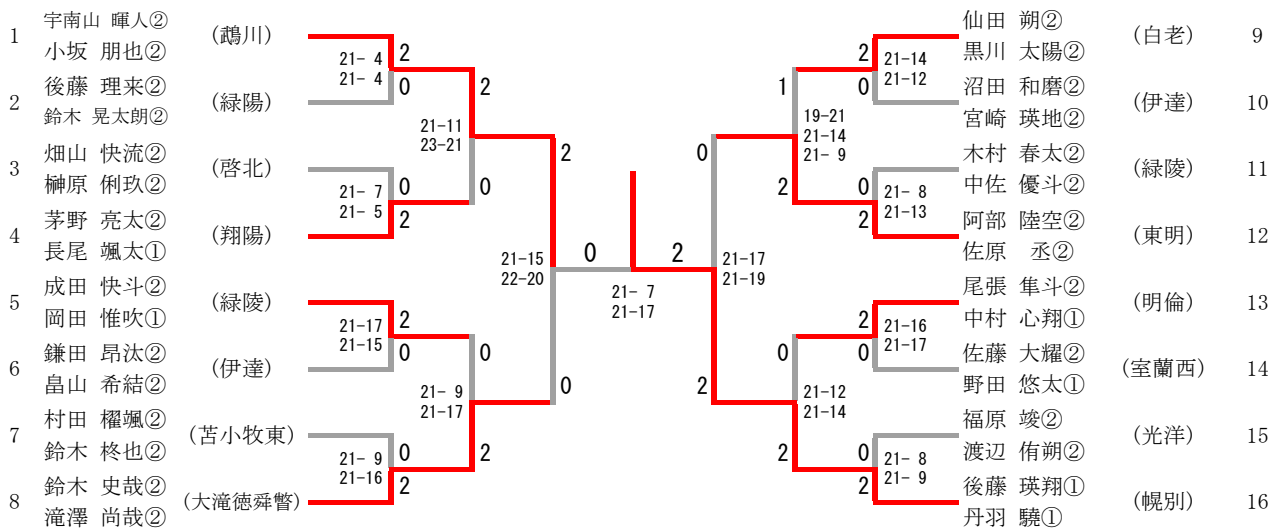 1 宇南山 暉人② (鵡川)
小坂 朋也②
2 後藤 理来② (緑陽)
鈴木 晃太朗②
3 畑山 快流② (啓北)
榊原 俐玖②
4 茅野 亮太② (翔陽)
長尾 颯太①
5 成田 快斗② (緑陵)
岡田 惟吹①
6 鎌田 昂汰② (伊達)
畠山 希結②
7 村田 櫂颯② (苫小牧東)
鈴木 柊也②
8 鈴木 史哉② (大滝徳舜瞥)
滝澤 尚哉②
2
21- 4
21- 4
0
2
21-11
23-21
0
0
21- 7
21- 5
2
2
21-15
22-20
0
2
21-17
21-15
0
0
21- 9
21-17
2
0
21- 9
21-16
2
0 2
21- 7
21-17
2
21-14
21-12
0
1
19-21
21-14
21- 9
2
0
21- 8
21-13
2
0
21-17
21-19
2
2
21-16
21-17
0
0
21-12
21-14
2
0
21- 8
21- 9
2
仙田 朔② (白老) 9
黒川 太陽②
沼田 和磨② (伊達) 10
宮崎 瑛地②
木村 春太② (緑陵) 11
中佐 優斗②
阿部 陸空② (東明) 12
佐原 丞②
尾張 隼斗② (明倫) 13
中村 心翔①
佐藤 大耀② (室蘭西) 14
野田 悠太①
福原 竣② (光洋) 15
渡辺 侑朔②
後藤 瑛翔① (幌別) 16
丹羽 驍①